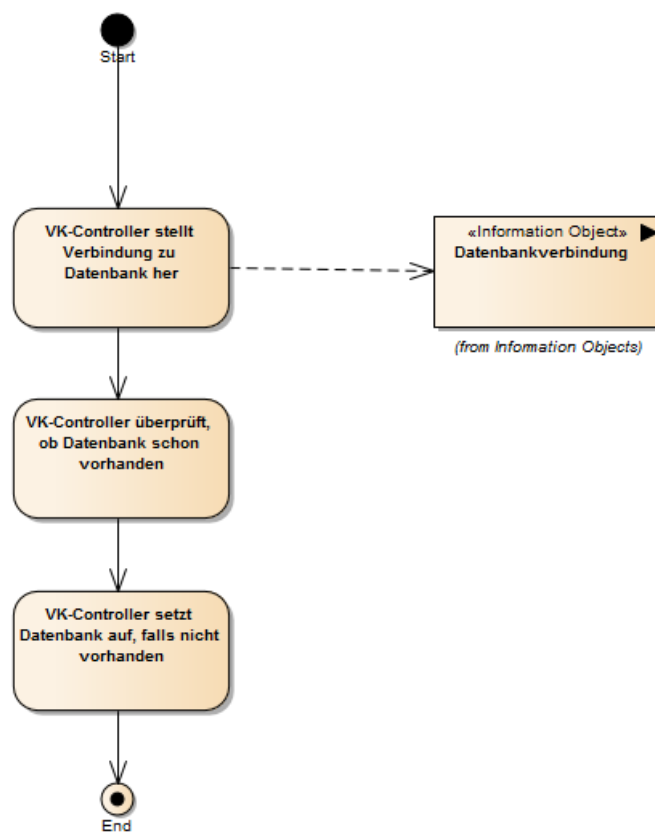 Start
VK-Controller stellt
Verbindung zu
Datenbank her
«Information Object»
Datenbankverbindung
(from Information Objects)
VK-Controller überprüft,
ob Datenbank schon
vorhanden
VK-Controller setzt
Datenbank auf, falls nicht
vorhanden
End